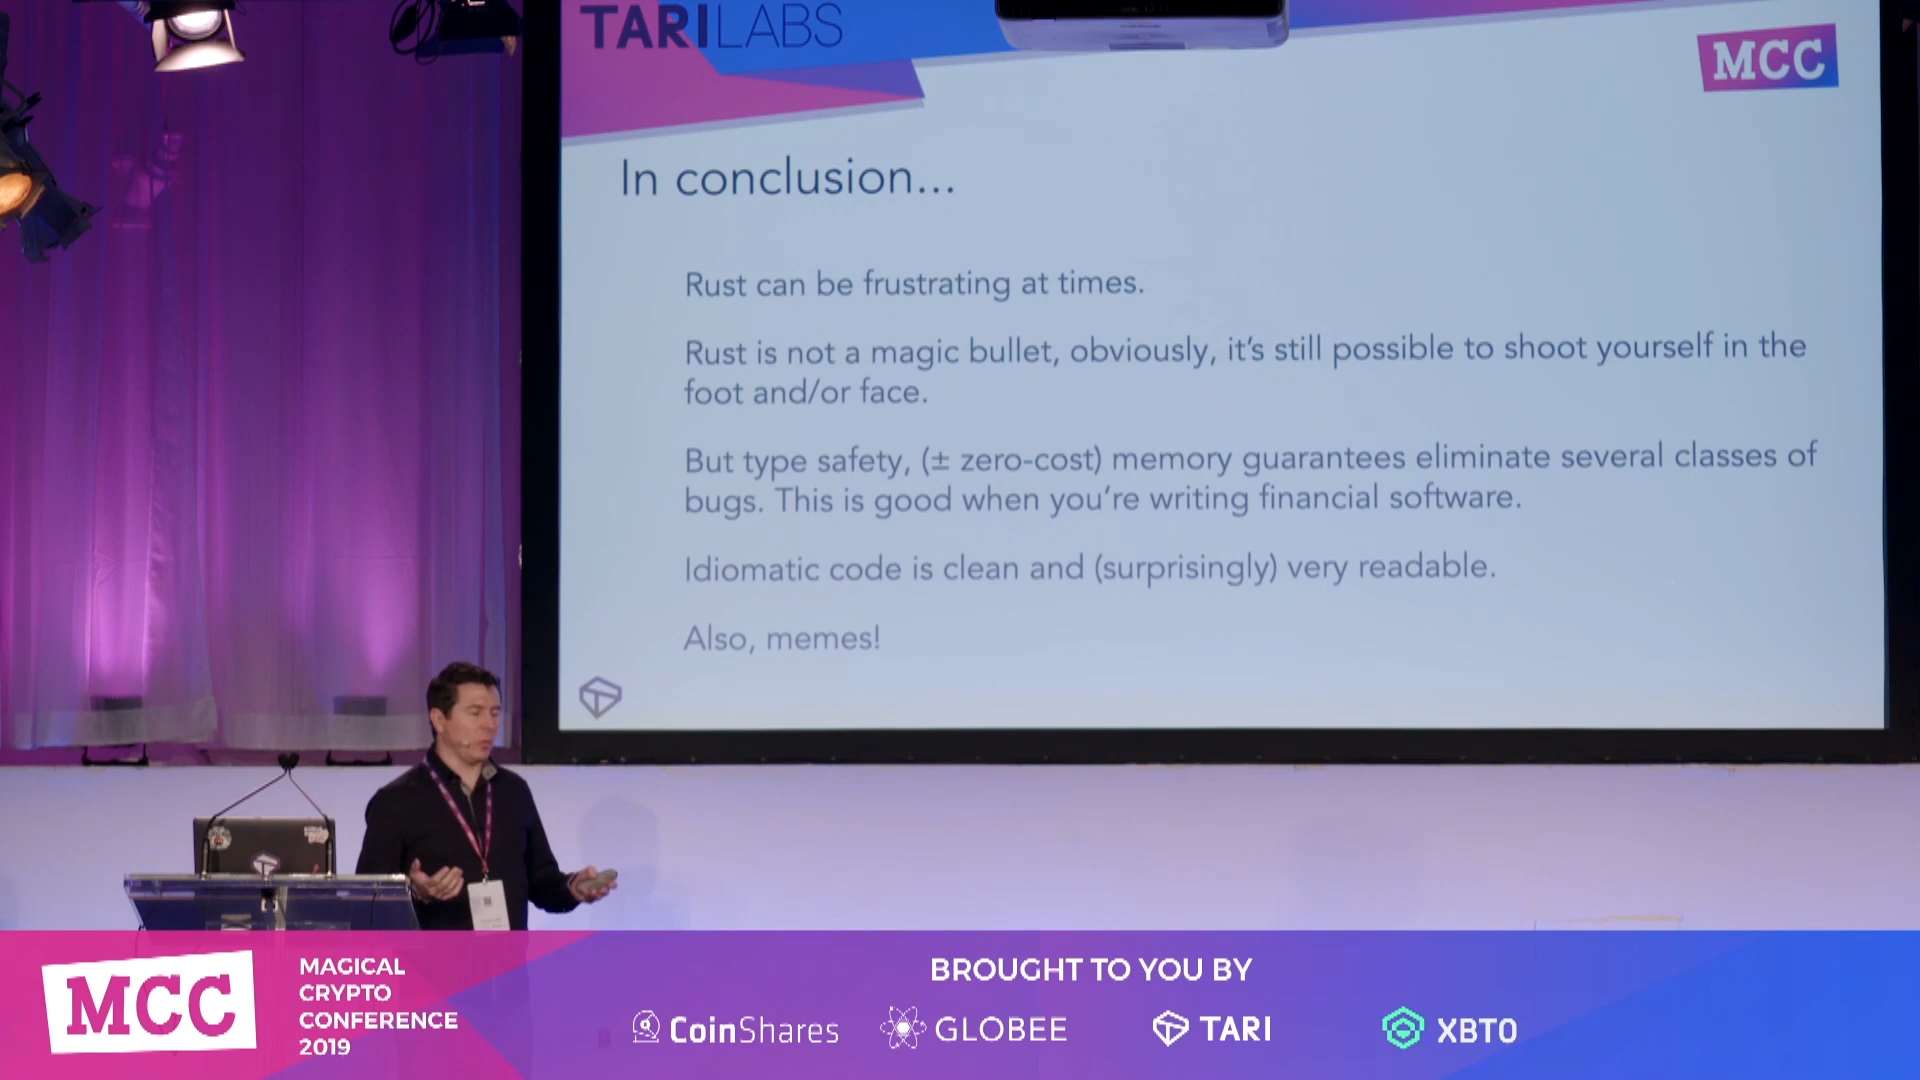 TARILABS
MCC
In conclusion...
Rust can be frustrating at times.
Rust is not a magic bullet, obviously, it's still possible to shoot yourself in the
foot and/or face.
But type safety, (± zero-cost) memory guarantees eliminate several classes of
bugs. This is good when you're writing financial software.
Idiomatic code is clean and (surprisingly) very readable.
Also, memes!
MCC
MAGICAL
CRYPTO
CONFERENCE
2019
BROUGHT TO YOU BY
CoinShares
GLOBEE
TARI
XBTO